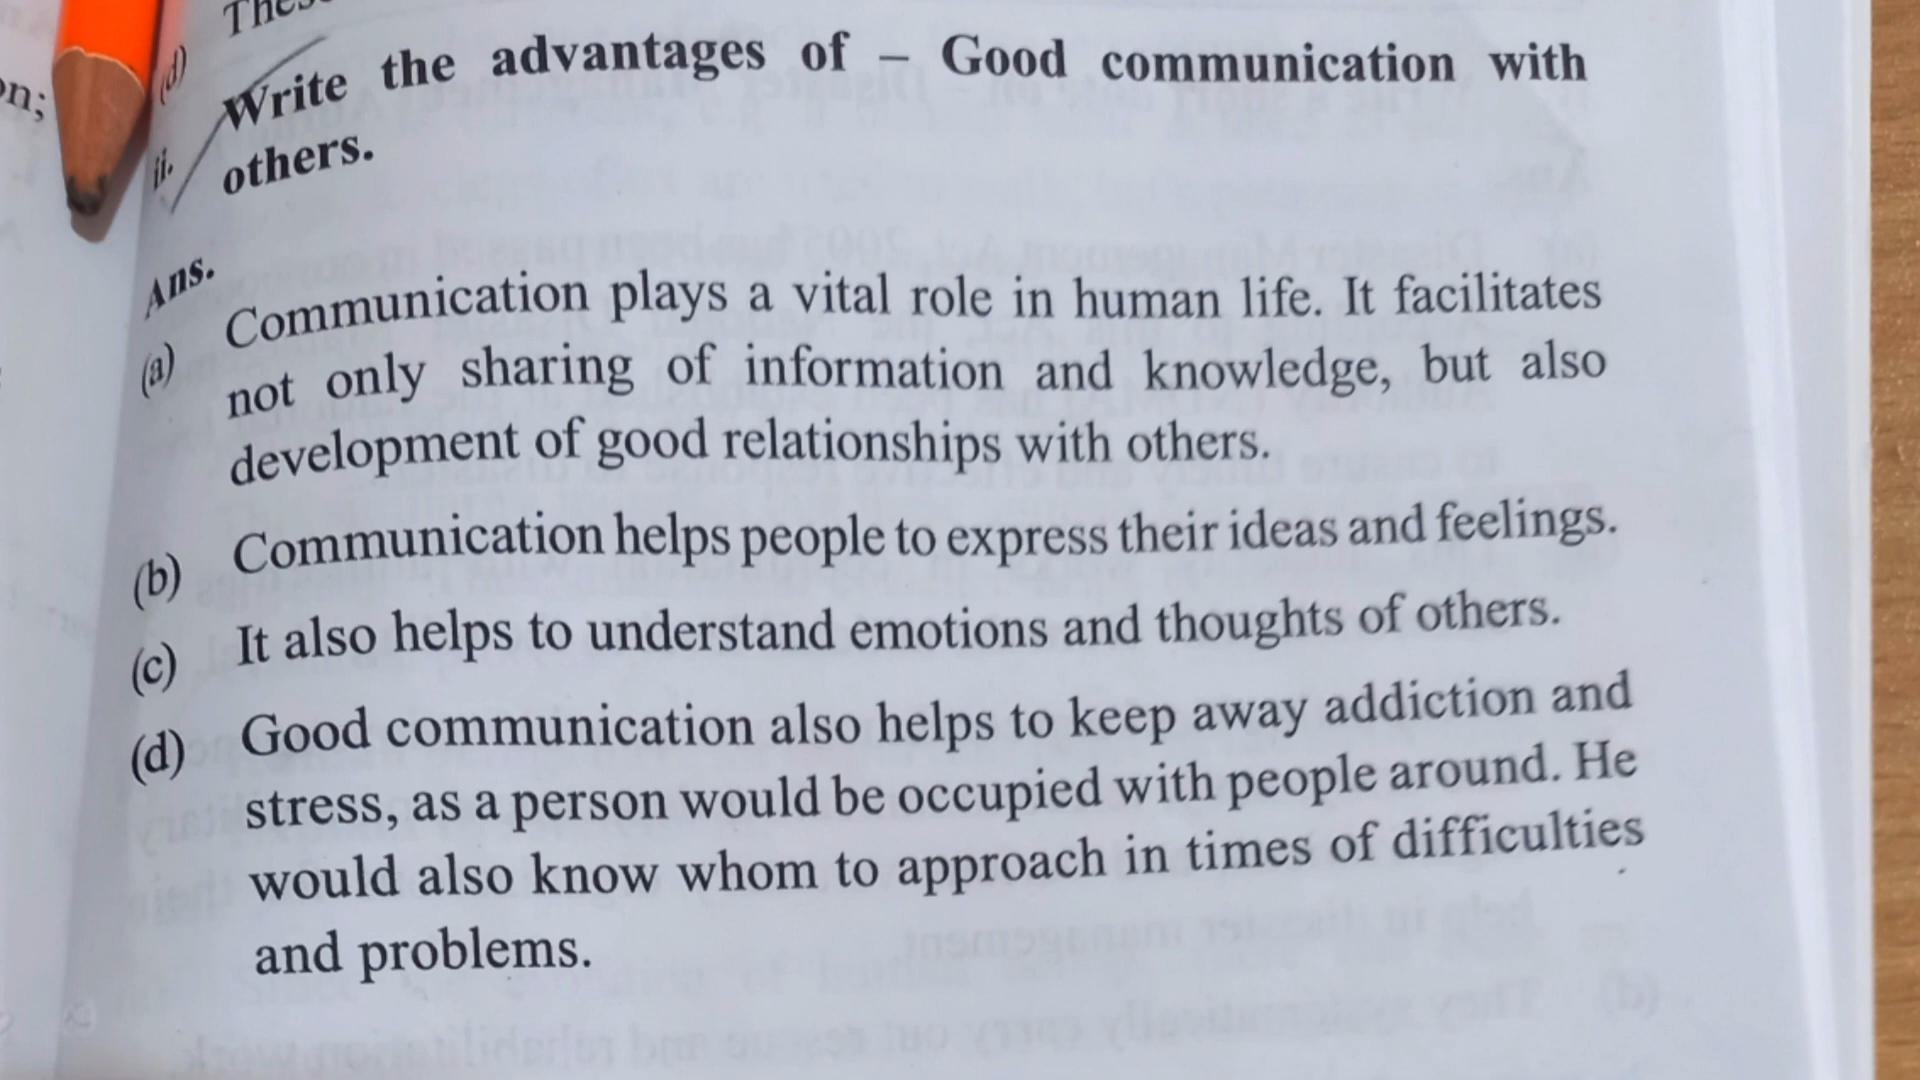 (d)
on;
ii. Write the advantages of – Good communication with
others.
Ans.
(a) Communication plays a vital role in human life. It facilitates
not only sharing of information and knowledge, but also
development of good relationships with others.
(b) Communication helps people to express their ideas and feelings.
(c) It also helps to understand emotions and thoughts of others.
(d) Good communication also helps to keep away addiction and
stress, as a person would be occupied with people around. He
would also know whom to approach in times of difficulties
and problems.